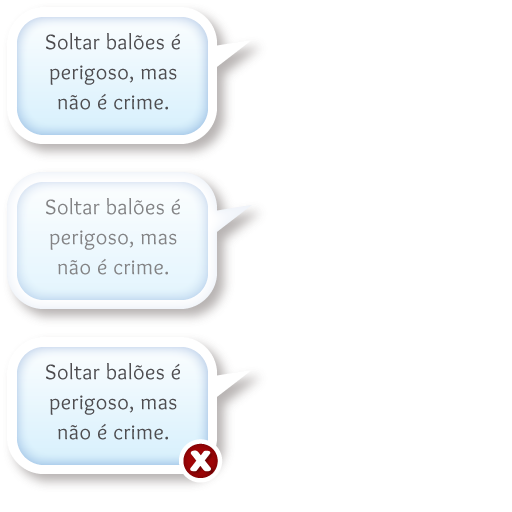 Soltar balões é
perigoso, mas
não é crime.
Soltar balões é
perigoso, mas
não é crime.
Soltar balões é
perigoso, mas
não é crime.